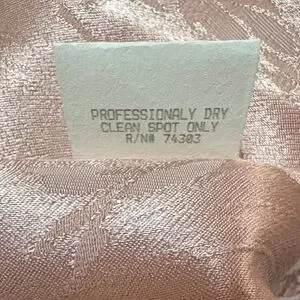 PROFESSIONALY DRY
CLEAN SPOT ONLY
R/N# 74303